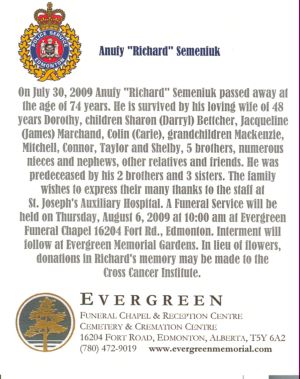 POLICE SERVICE
EDMONTON
Anufy "Richard" Semeniuk
On July 30, 2009 Anufy "Richard" Semeniuk passed away at
the age of 74 years. He is survived by his loving wife of 48
years Dorothy, children Sharon (Darryl) Bettcher, Jacqueline
(James) Marchand, Colin (Carle), grandchildren Mackenzie,
Mitchell, Connor, Taylor and Shelby, 5 brothers, numerous
nieces and nephews, other relatives and friends. He was
predeceased by his 2 brothers and 3 sisters. The family
wishes to express their many thanks to the staff at
St. Joseph's Auxiliary Hospital. A Funeral Service will be
held on Thursday, August 6, 2009 at 10:00 am at Evergreen
Funeral Chapel 16204 Fort Rd., Edmonton. Interment will
follow at Evergreen Memorial Gardens. In lieu of flowers,
donations in Richard's memory may be made to the
Cross Cancer Institute.
EVERGREEN
FUNERAL CHAPEL & RECEPTION CENTRE
CEMETERY & CREMATION CENTRE
16204 FORT ROAD, EDMONTON, ALBERTA, T5Y 6A2
(780) 472-9019 www.evergreenmemorial.com